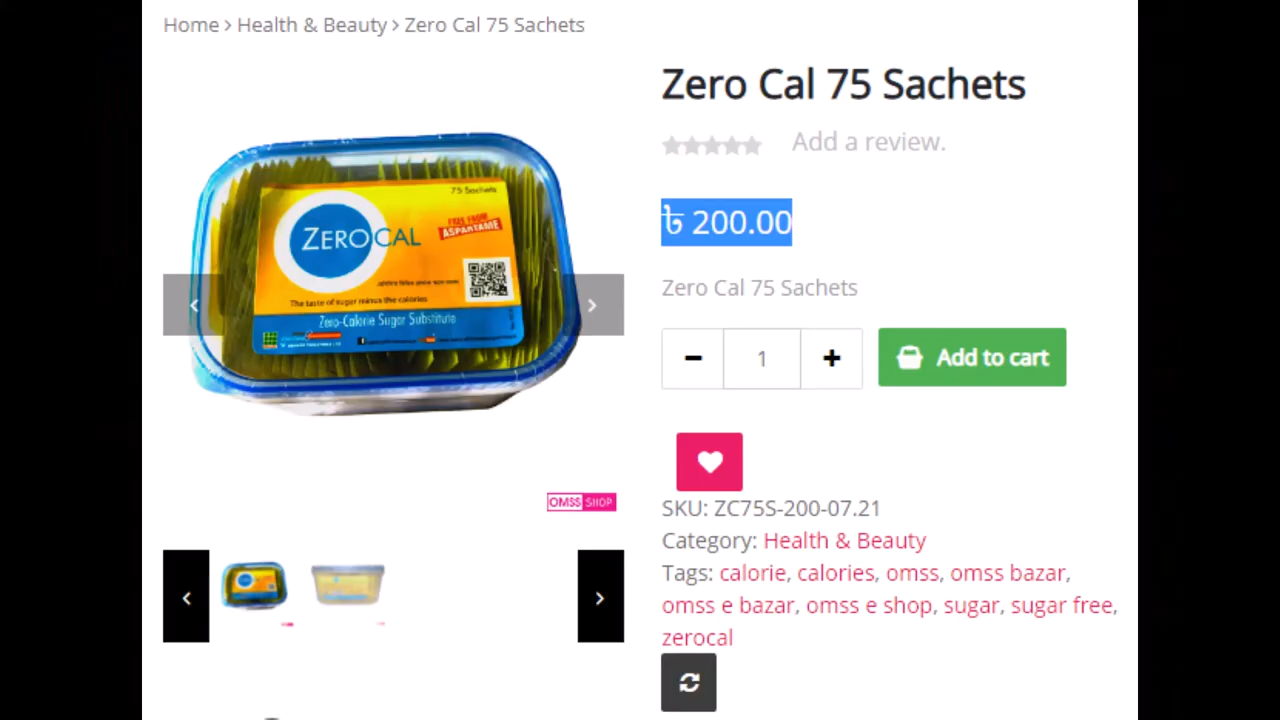 Home > Health & Beauty > Zero Cal 75 Sachets
Zero Cal 75 Sachets
Add a review.
৳ 200.00
Zero Cal 75 Sachets
− 1 +
Add to cart
75 Sachets
ZEROCAL
FREE FROM
ASPARTAME
The taste of sugar minus the calories
Zero-Calorie Sugar Substitute
OMSS SHOP
SKU: ZC75S-200-07.21
Category: Health & Beauty
Tags: calorie, calories, omss, omss bazar,
omss e bazar, omss e shop, sugar, sugar free,
zerocal